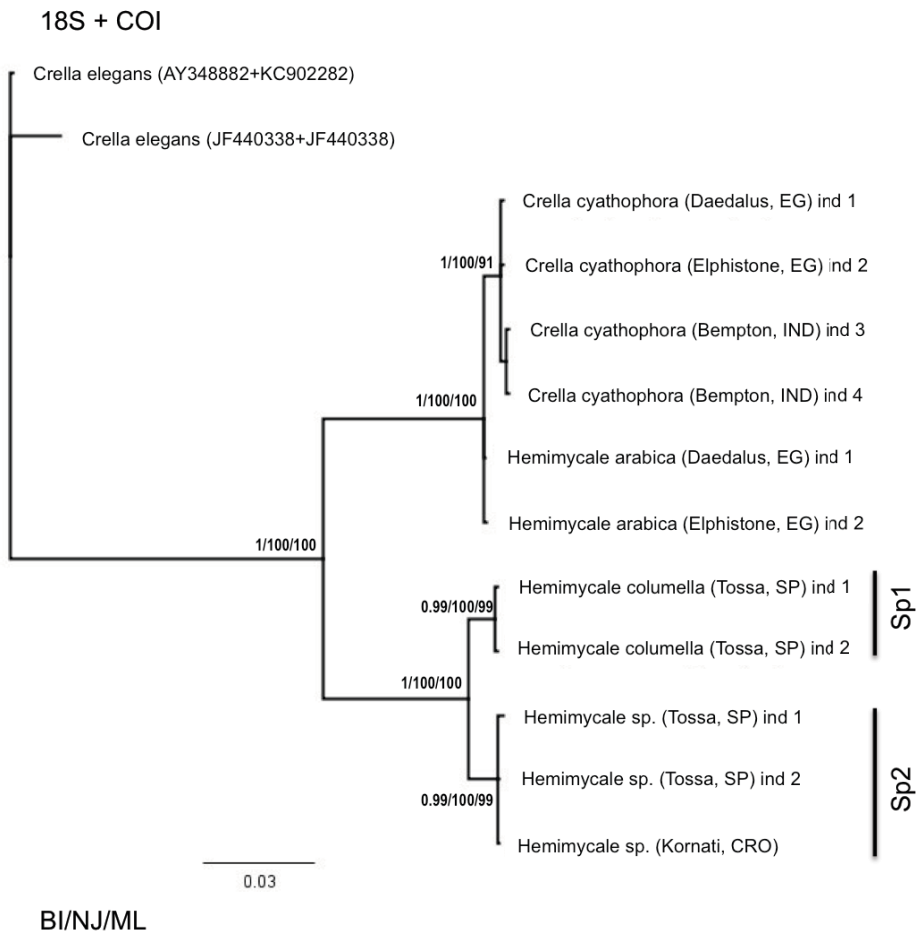 18S + COI
Crella elegans (AY348882+KC902282)
Crella elegans (JF440338+JF440338)
Crella cyathophora (Daedalus, EG) ind 1
1/100/91
Crella cyathophora (Elphistone, EG) ind 2
Crella cyathophora (Bempton, IND) ind 3
Crella cyathophora (Bempton, IND) ind 4
1/100/100
Hemimycale arabica (Daedalus, EG) ind 1
Hemimycale arabica (Elphistone, EG) ind 2
1/100/100
Hemimycale columella (Tossa, SP) ind 1
0.99/100/99
Sp1
Hemimycale columella (Tossa, SP) ind 2
1/100/100
Hemimycale sp. (Tossa, SP) ind 1
Hemimycale sp. (Tossa, SP) ind 2
Sp2
0.99/100/99
Hemimycale sp. (Kornati, CRO)
0.03
BI/NJ/ML